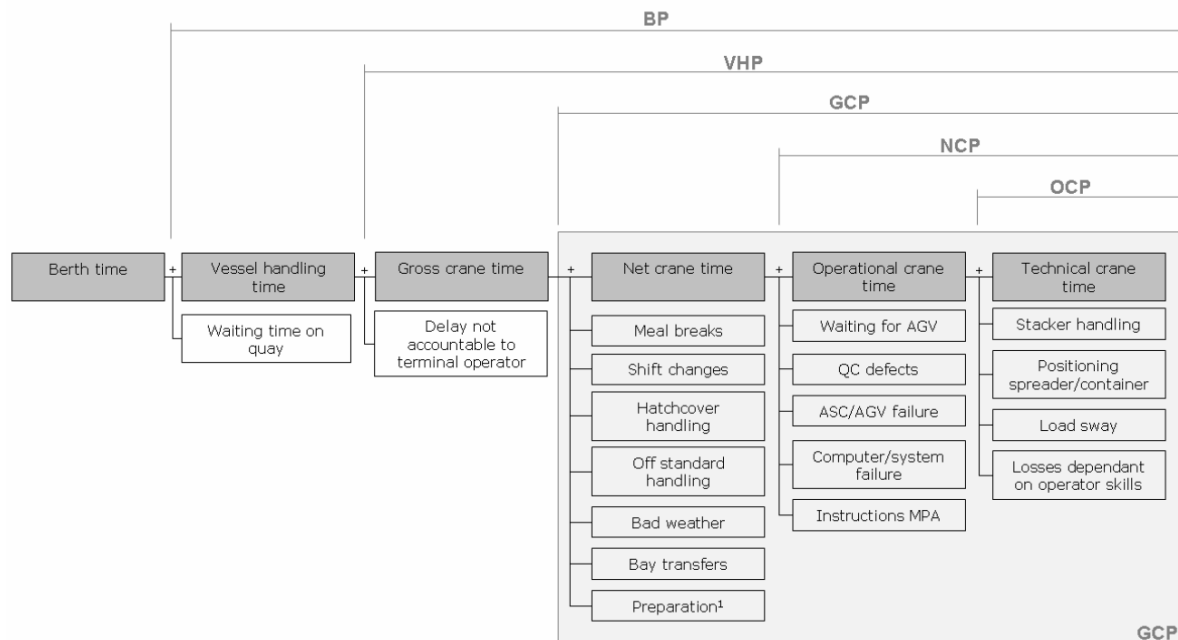 BP
VHP
GCP
NCP
OCP
Berth time
+
Vessel handling
time
+
Gross crane time
+
Net crane time
+
Operational crane
time
+
Technical crane
time
Waiting time on
quay
Delay not
accountable to
terminal operator
Meal breaks
Shift changes
Hatchcover
handling
Off standard
handling
Bad weather
Bay transfers
Preparation¹
Waiting for AGV
QC defects
ASC/AGV failure
Computer/system
failure
Instructions MPA
Stacker handling
Positioning
spreader/container
Load sway
Losses dependant
on operator skills
GCP